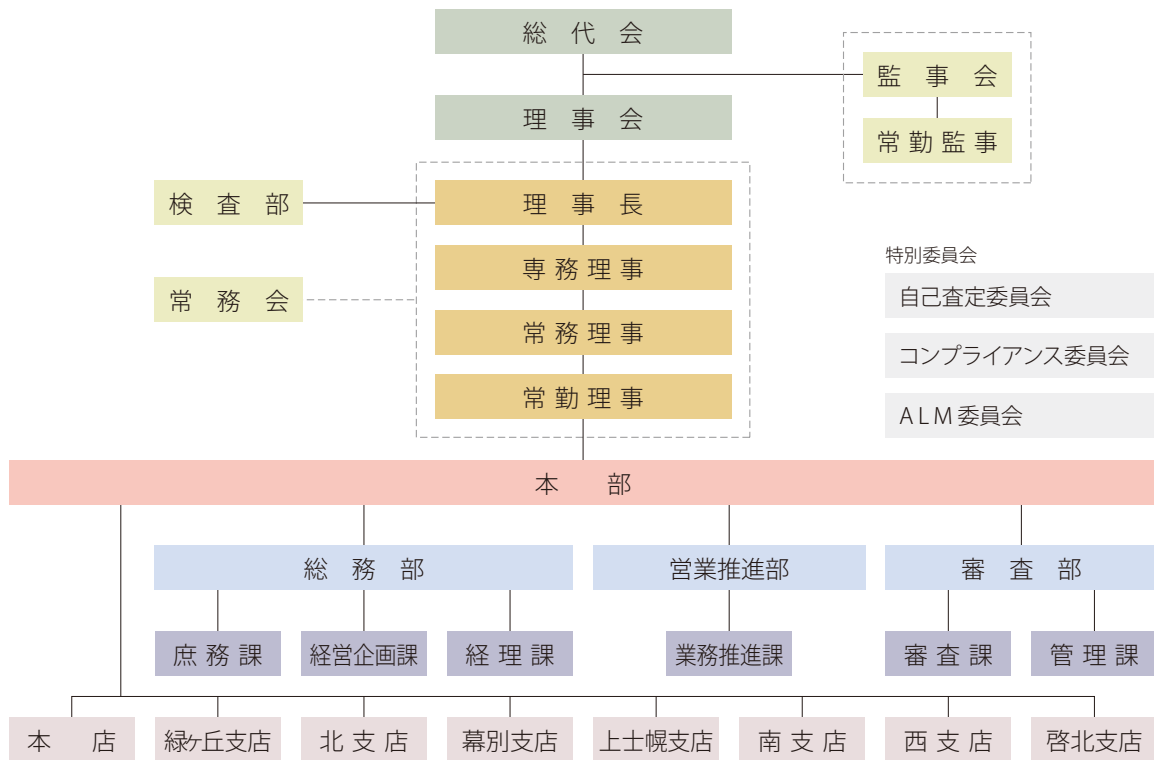 総代会
監事会
理事会
常勤監事
検査部
理事長
専務理事
特別委員会
自己査定委員会
常務会
常務理事
コンプライアンス委員会
常勤理事
ALM委員会
本部
総務部
営業推進部
審査部
庶務課
経営企画課
経理課
業務推進課
審査課
管理課
本店
緑ヶ丘支店
北支店
幕別支店
上士幌支店
南支店
西支店
啓北支店